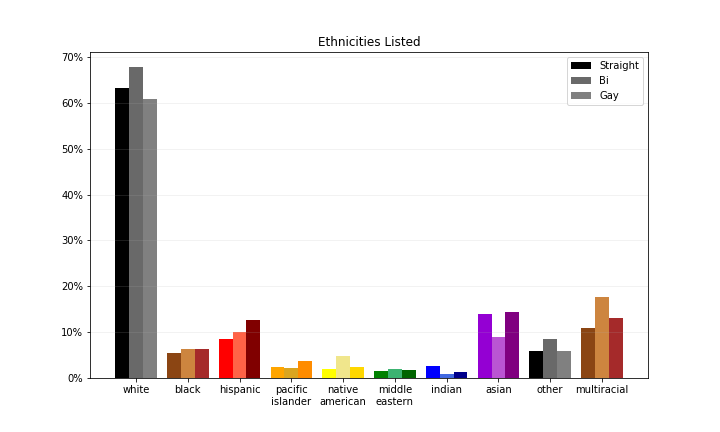 Ethnicities Listed
70%
60%
50%
40%
30%
20%
10%
0%
Straight
Bi
Gay
white
black
hispanic
pacific
islander
native
american
middle
eastern
indian
asian
other
multiracial